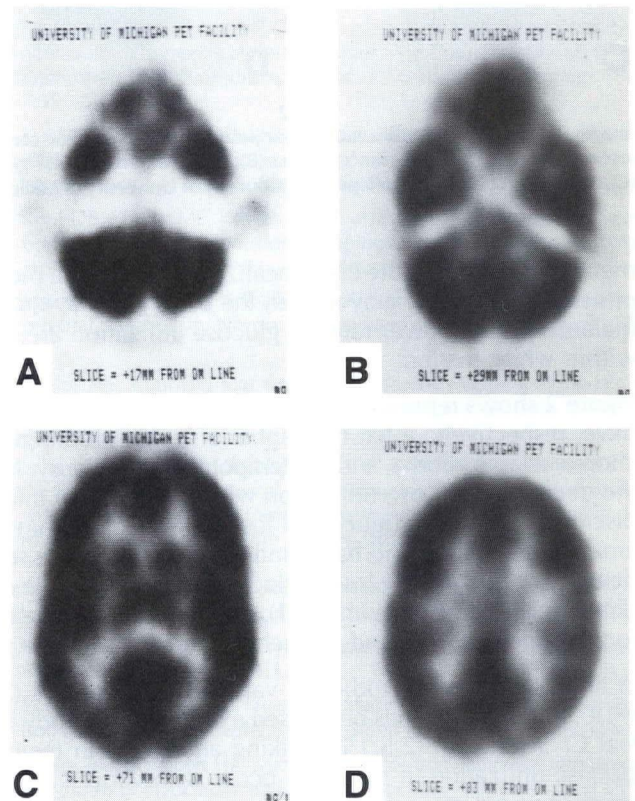 UNIVERSITY OF MICHIGAN PET FACILITY
A
SLICE = +17MM FROM OM LINE
UNIVERSITY OF MICHIGAN PET FACILITY
B
SLICE = +29MM FROM OM LINE
UNIVERSITY OF MICHIGAN PET FACILITY
C
SLICE = +71 MM FROM OM LINE
UNIVERSITY OF MICHIGAN PET FACILITY
D
SLICE = +83 MM FROM OM LINE